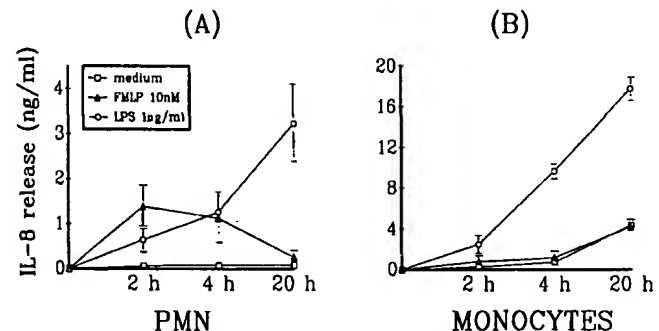 (A)
(B)
IL-8 release (ng/ml)
4
3
2
1
0
medium
FMLP 10nM
LPS 1μg/ml
2 h
4 h
20 h
PMN
20
16
12
8
4
0
2 h
4 h
20 h
MONOCYTES